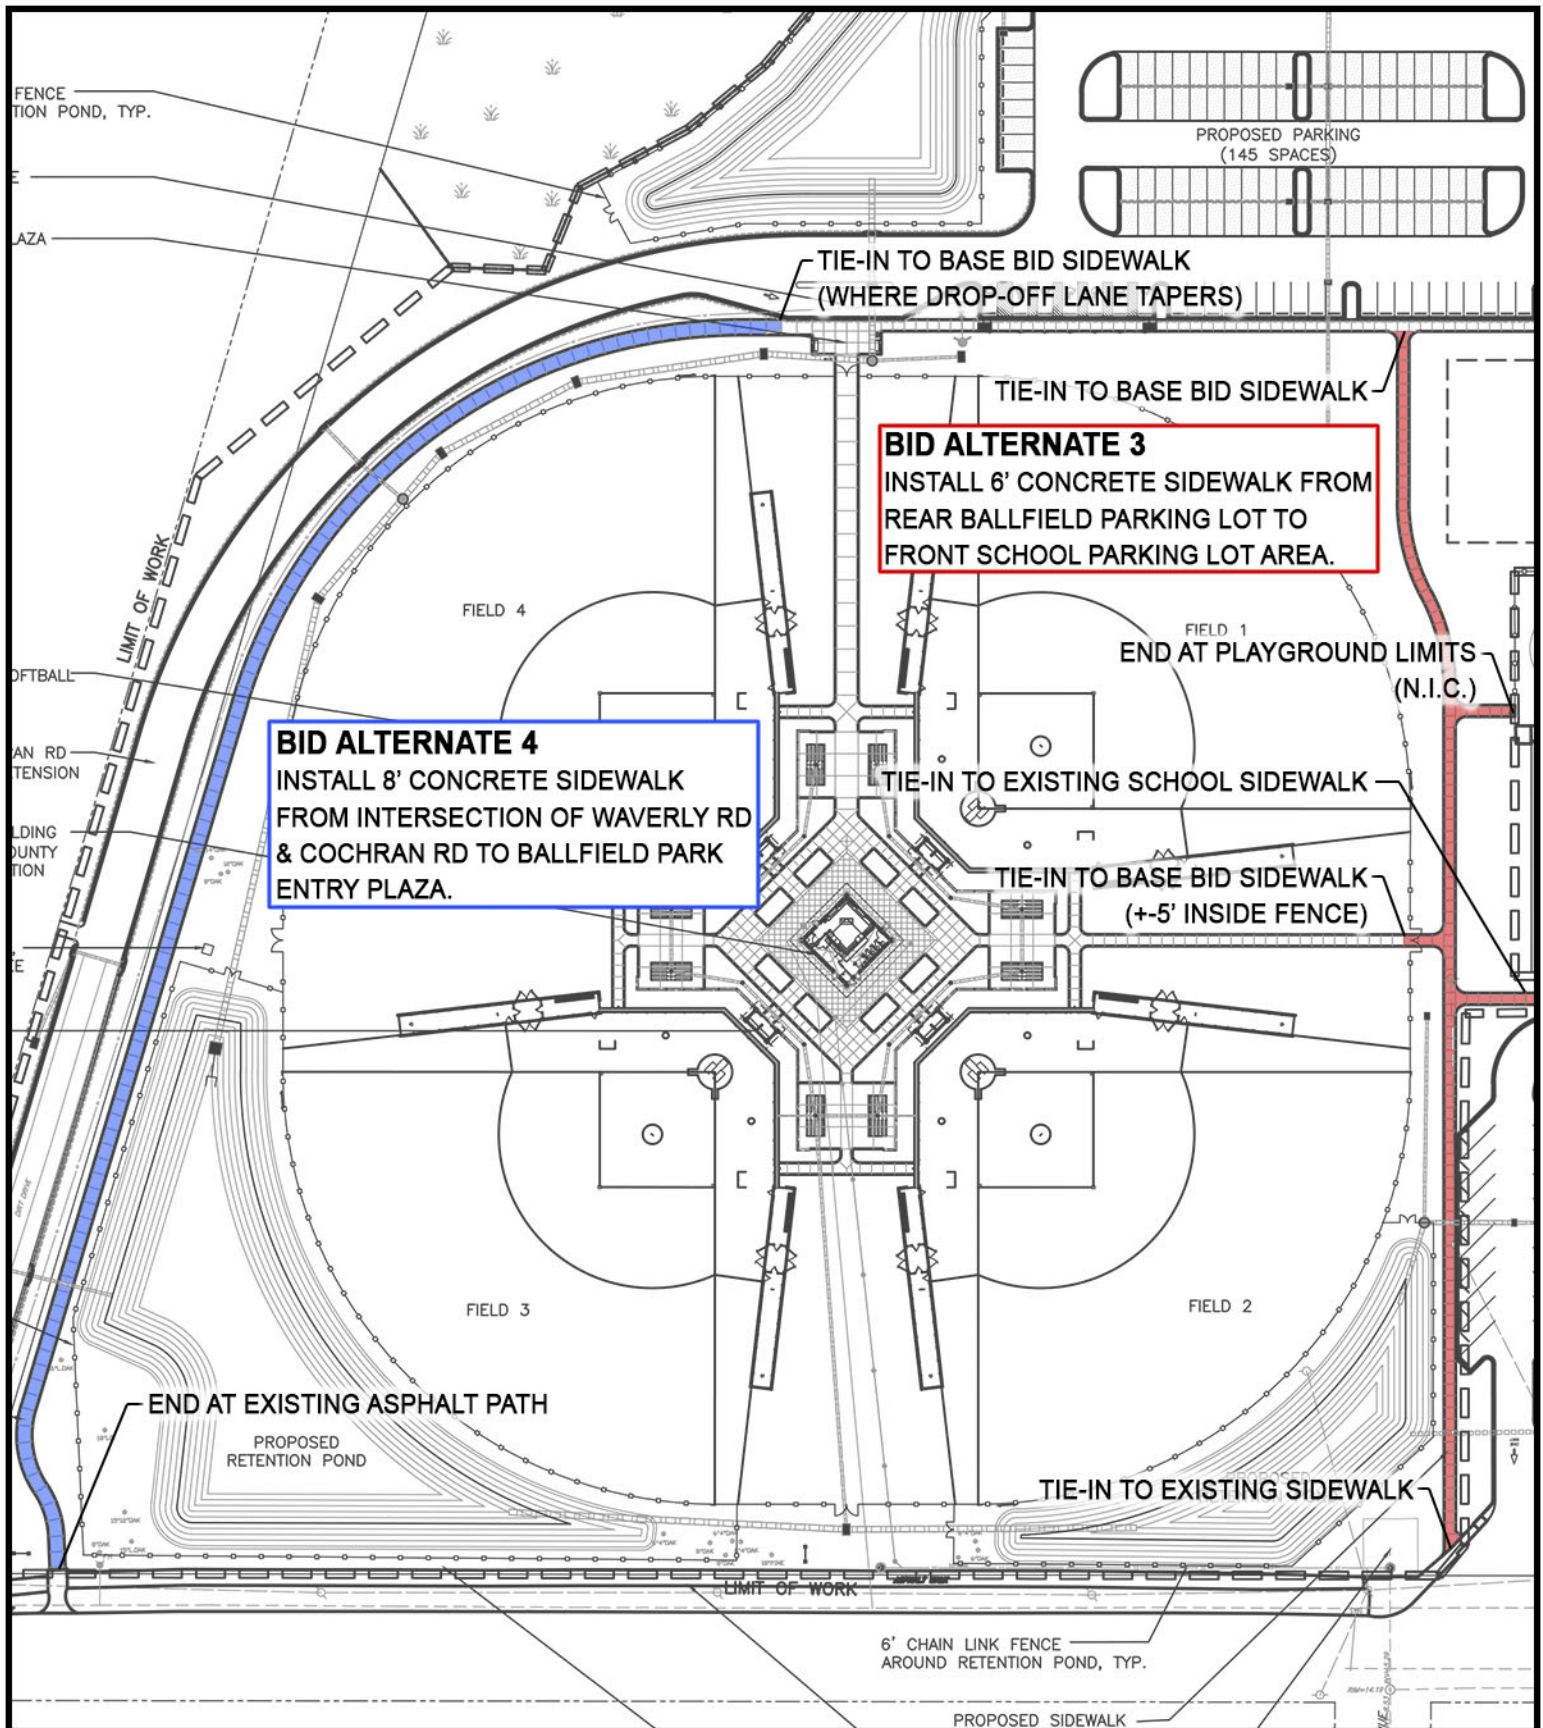 FENCE
TION POND, TYP.
PROPOSED PARKING
(145 SPACES)
E
AZA
TIE-IN TO BASE BID SIDEWALK
(WHERE DROP-OFF LANE TAPERS)
TIE-IN TO BASE BID SIDEWALK
BID ALTERNATE 3
INSTALL 6' CONCRETE SIDEWALK FROM
REAR BALLFIELD PARKING LOT TO
FRONT SCHOOL PARKING LOT AREA.
LIMIT OF WORK
FIELD 4
FIELD 1
END AT PLAYGROUND LIMITS
(N.I.C.)
OFTBALL
BID ALTERNATE 4
INSTALL 8' CONCRETE SIDEWALK
FROM INTERSECTION OF WAVERLY RD
& COCHRAN RD TO BALLFIELD PARK
ENTRY PLAZA.
RAN RD
TENSION
TIE-IN TO EXISTING SCHOOL SIDEWALK
LDING
OUNTY
TION
TIE-IN TO BASE BID SIDEWALK
(+-5' INSIDE FENCE)
DIRT DRIVE
FIELD 3
FIELD 2
END AT EXISTING ASPHALT PATH
PROPOSED
RETENTION POND
PROPOSED
TIE-IN TO EXISTING SIDEWALK
LIMIT OF WORK
6' CHAIN LINK FENCE
AROUND RETENTION POND, TYP.
PROPOSED SIDEWALK